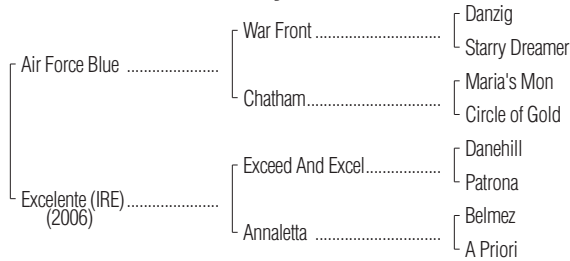 Danzig
War Front ..............................
Starry Dreamer
Air Force Blue ......................
Maria's Mon
Chatham................................
Circle of Gold
Danehill
Exceed And Excel..................
Patrona
Excelente (IRE) ......................
(2006)
Belmez
Annaletta ..............................
A Priori